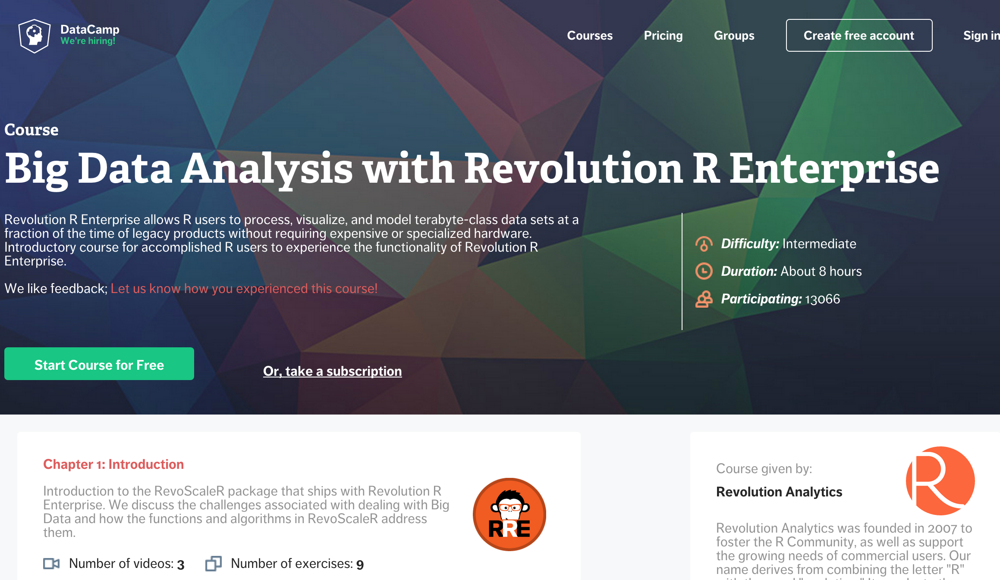 DataCamp
We're hiring!
Courses
Pricing
Groups
Create free account
Sign in
Course
Big Data Analysis with Revolution R Enterprise
Revolution R Enterprise allows R users to process, visualize, and model terabyte-class data sets at a
fraction of the time of legacy products without requiring expensive or specialized hardware.
Introductory course for accomplished R users to experience the functionality of Revolution R
Enterprise.
We like feedback; Let us know how you experienced this course!
Difficulty: Intermediate
Duration: About 8 hours
Participating: 13066
Start Course for Free
Or, take a subscription
Chapter 1: Introduction
Introduction to the RevoScaleR package that ships with Revolution R
Enterprise. We discuss the challenges associated with dealing with Big
Data and how the functions and algorithms in RevoScaleR address
them.
RRE
Number of videos: 3
Number of exercises: 9
Course given by:
Revolution Analytics
R
Revolution Analytics was founded in 2007 to
foster the R Community, as well as support
the growing needs of commercial users. Our
name derives from combining the letter "R"